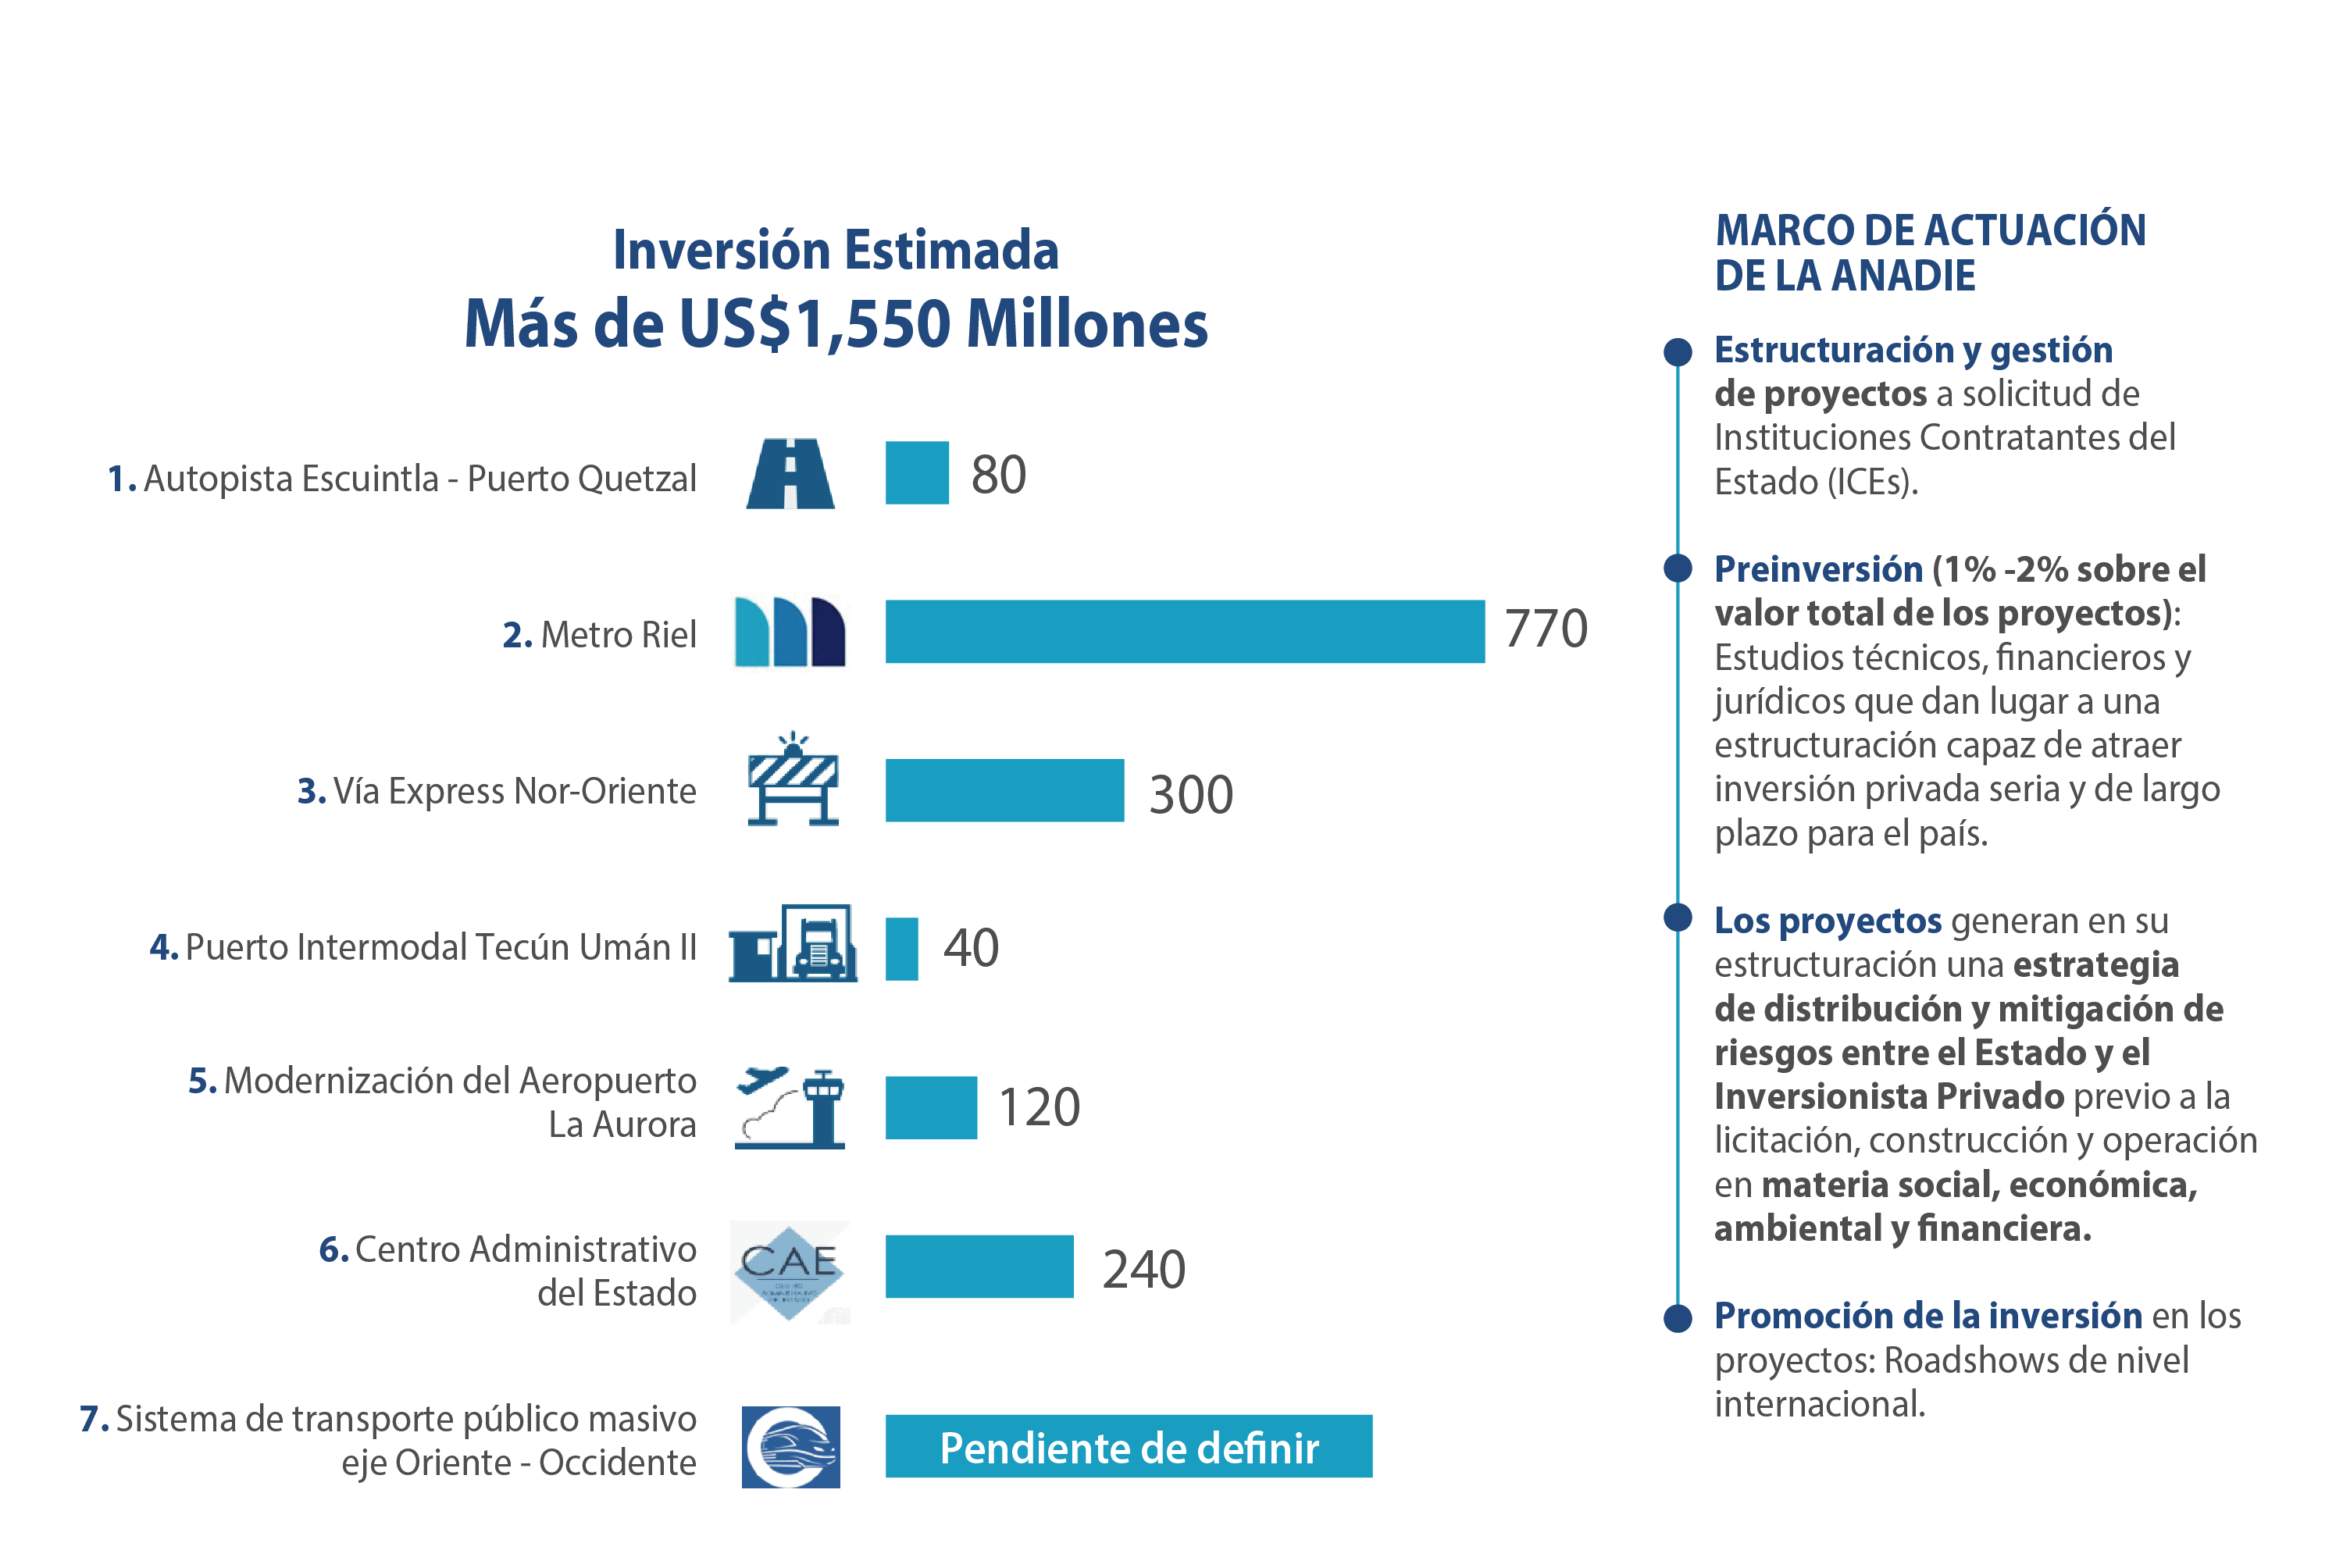 Inversión Estimada
Más de US$1,550 Millones
1. Autopista Escuintla - Puerto Quetzal
80
2. Metro Riel
770
3. Vía Express Nor-Oriente
300
4. Puerto Intermodal Tecún Umán II
40
5. Modernización del Aeropuerto
La Aurora
120
6. Centro Administrativo
del Estado
CAE
240
7. Sistema de transporte público masivo
eje Oriente - Occidente
Pendiente de definir
MARCO DE ACTUACIÓN
DE LA ANADIE
Estructuración y gestión
de proyectos a solicitud de
Instituciones Contratantes del
Estado (ICEs).
Preinversión (1% -2% sobre el
valor total de los proyectos):
Estudios técnicos, financieros y
jurídicos que dan lugar a una
estructuración capaz de atraer
inversión privada seria y de largo
plazo para el país.
Los proyectos generan en su
estructuración una estrategia
de distribución y mitigación de
riesgos entre el Estado y el
Inversionista Privado previo a la
licitación, construcción y operación
en materia social, económica,
ambiental y financiera.
Promoción de la inversión en los
proyectos: Roadshows de nivel
internacional.